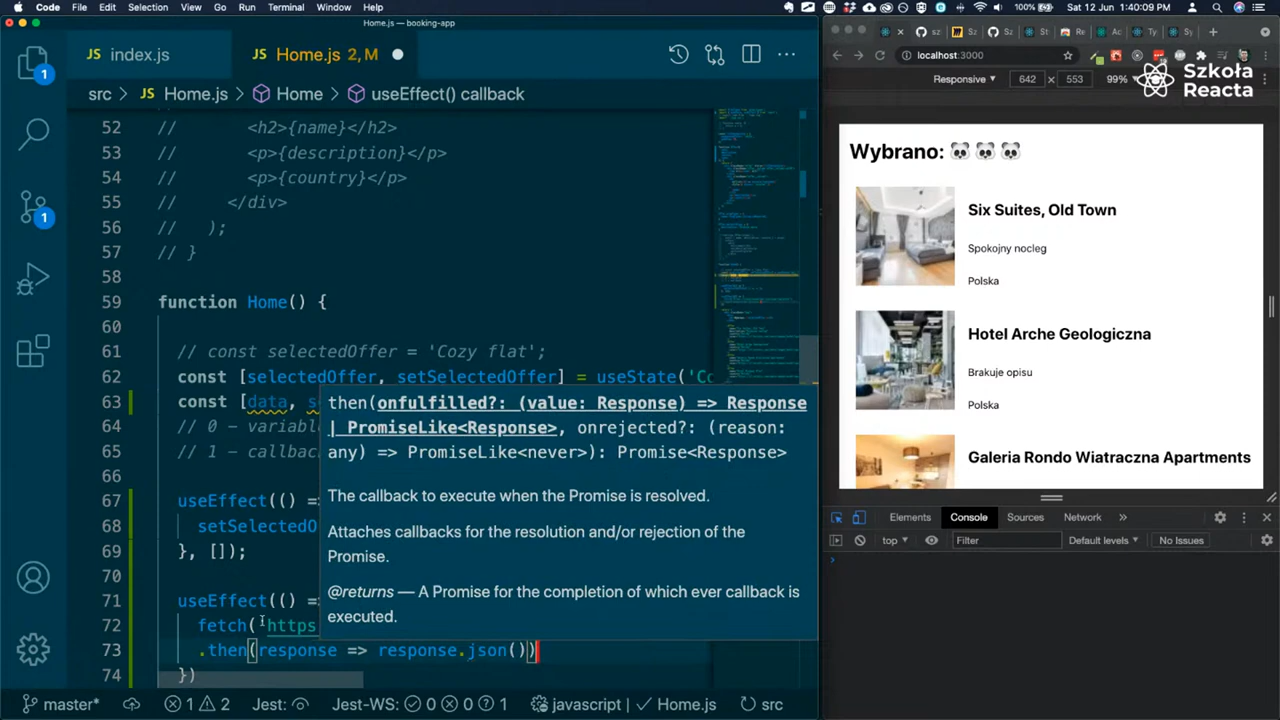 Code File Edit Selection View Go Run Terminal Window Help
100% Sat 12 Jun 1:40:09 PM
Home.js — booking-app
JS index.js
JS Home.js 2, M
src > JS Home.js > Home > useEffect() callback
52 // <h2>{name}</h2>
53 // <p>{description}</p>
54 // <p>{country}</p>
55 // </div>
56 // );
57 // }
58
59 function Home() {
60
61 // const selectedOffer = 'Cozy flat';
62 const [selectedOffer, setSelectedOffer] = useState('Co
63 const [data, s
64 // 0 – variabl
65 // 1 – callbac
66
67 useEffect(() =
68 setSelectedO
69 }, []);
70
71 useEffect(() =
72 fetch('https
73 .then(response => response.json())
74 })
then(onfulfilled?: (value: Response) => Response
| PromiseLike<Response>, onrejected?: (reason:
any) => PromiseLike<never>): Promise<Response>
The callback to execute when the Promise is resolved.
Attaches callbacks for the resolution and/or rejection of the
Promise.
@returns — A Promise for the completion of which ever callback is
executed.
1
1
master* 1 2 Jest: Jest-WS: 0 0 1 javascript Home.js src
localhost:3000
Responsive 642 × 553 99%
Szkoła
Reacta
Wybrano: 🐼 🐼 🐼
Six Suites, Old Town
Spokojny nocleg
Polska
Hotel Arche Geologiczna
Brakuje opisu
Polska
Galeria Rondo Wiatraczna Apartments
Elements Console Sources Network »
top Filter Default levels No Issues